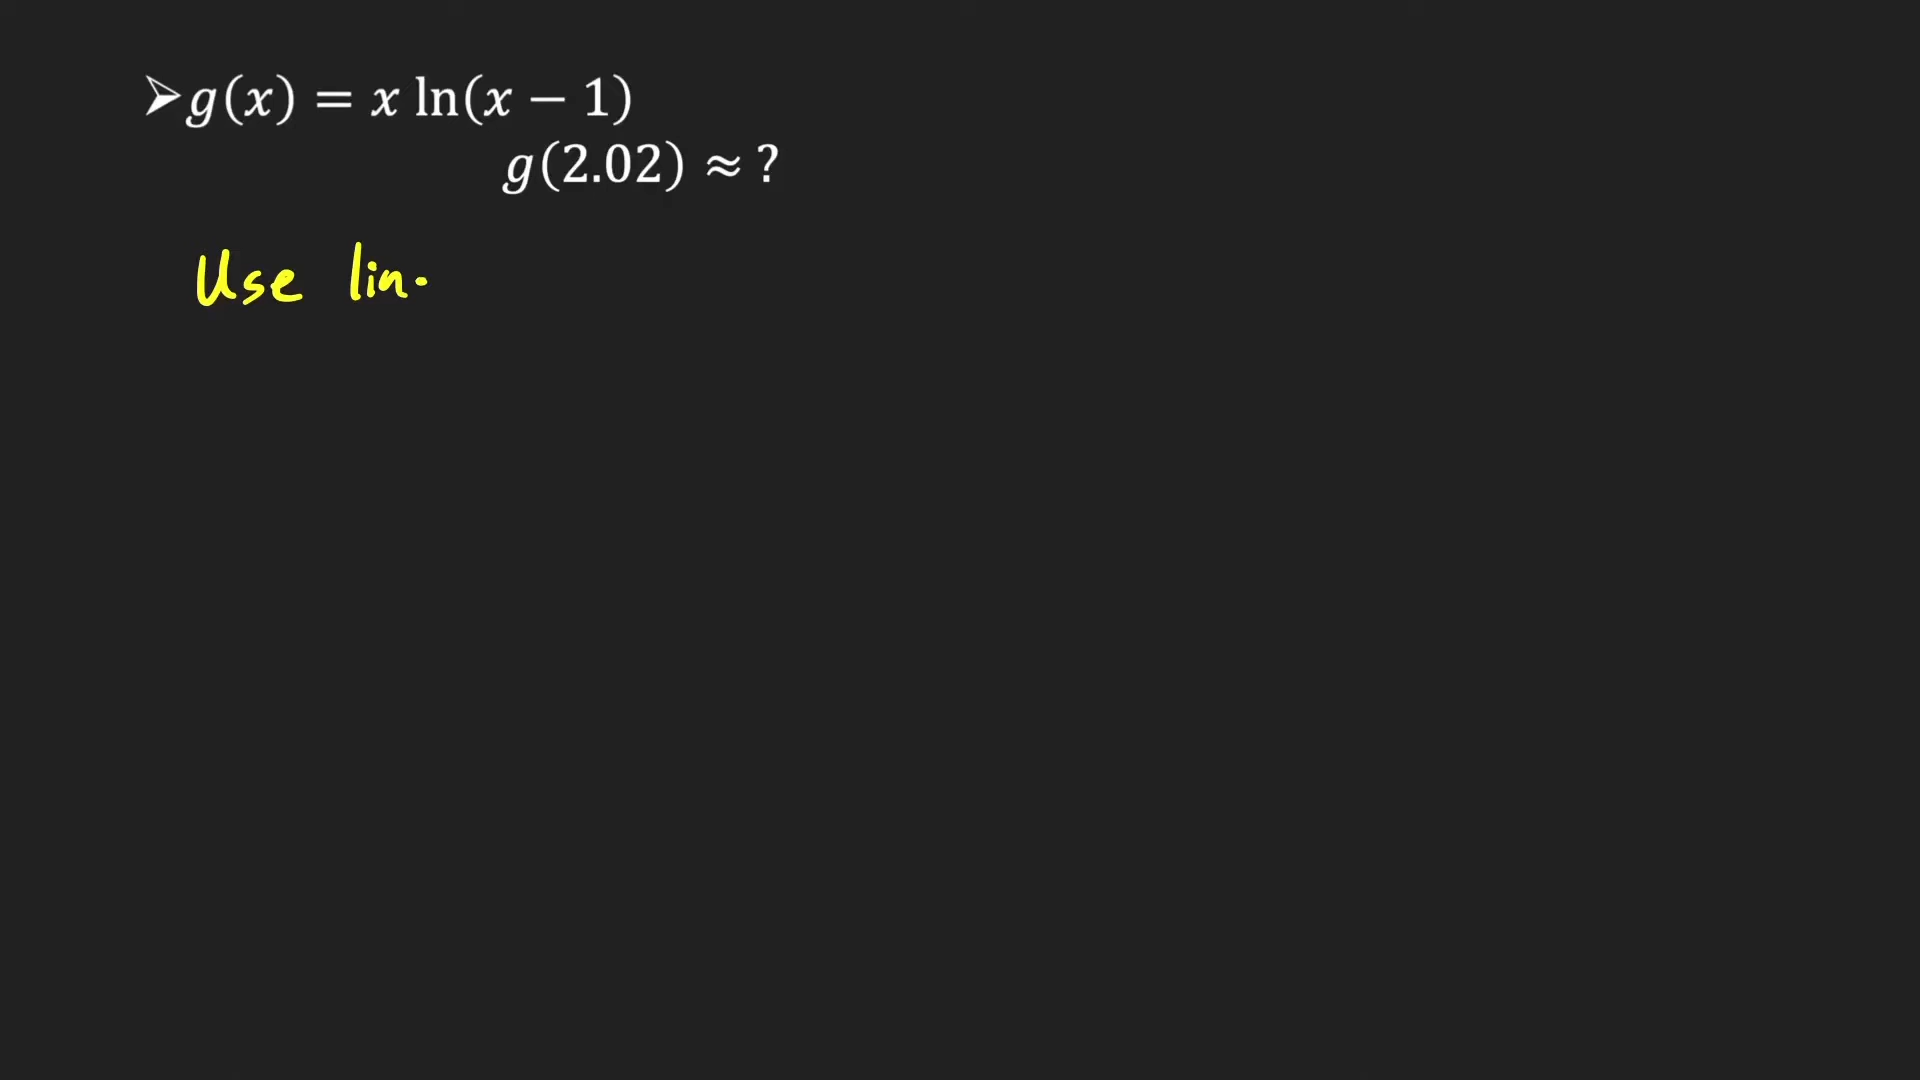 ➢g(x) = x ln(x − 1)
g(2.02) ≈ ?
Use lin.